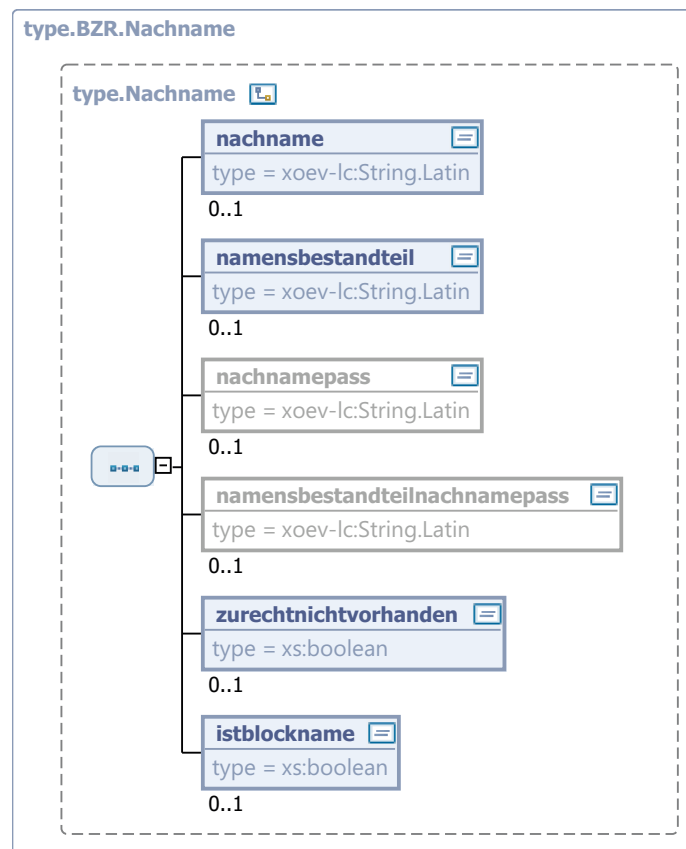 type.BZR.Nachname
type.Nachname
nachname
type = xoev-lc:String.Latin
0..1
namensbestandteil
type = xoev-lc:String.Latin
0..1
nachnamepass
type = xoev-lc:String.Latin
0..1
namensbestandteilnachnamepass
type = xoev-lc:String.Latin
0..1
zurechtnichtvorhanden
type = xs:boolean
0..1
istblockname
type = xs:boolean
0..1